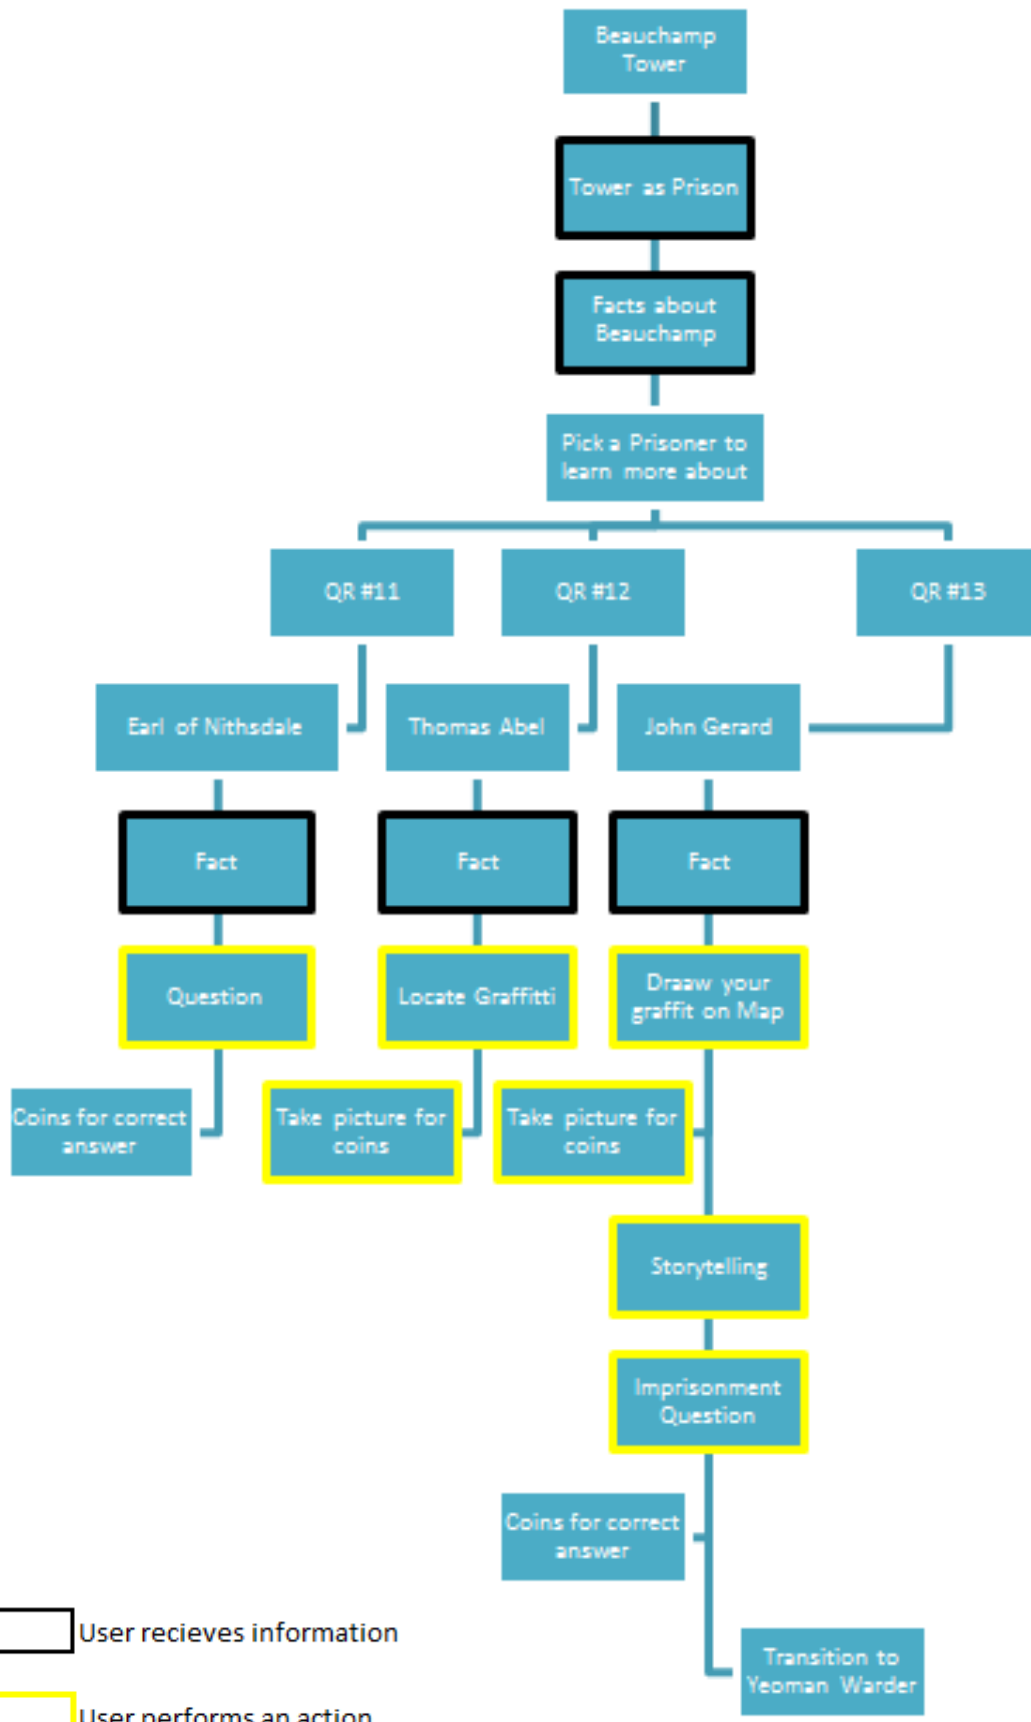 Beauchamp
Tower
Tower as Prison
Facts about
Beauchamp
Pick a Prisoner to
learn more about
QR #11
QR #12
QR #13
Earl of Nithsdale
Thomas Abel
John Gerard
Fact
Fact
Fact
Question
Locate Graffitti
Draaw your
graffit on Map
Coins for correct
answer
Take picture for
coins
Take picture for
coins
Storytelling
Imprisonment
Question
Coins for correct
answer
User recieves information
Transition to
Yeoman Warder
User performs an action